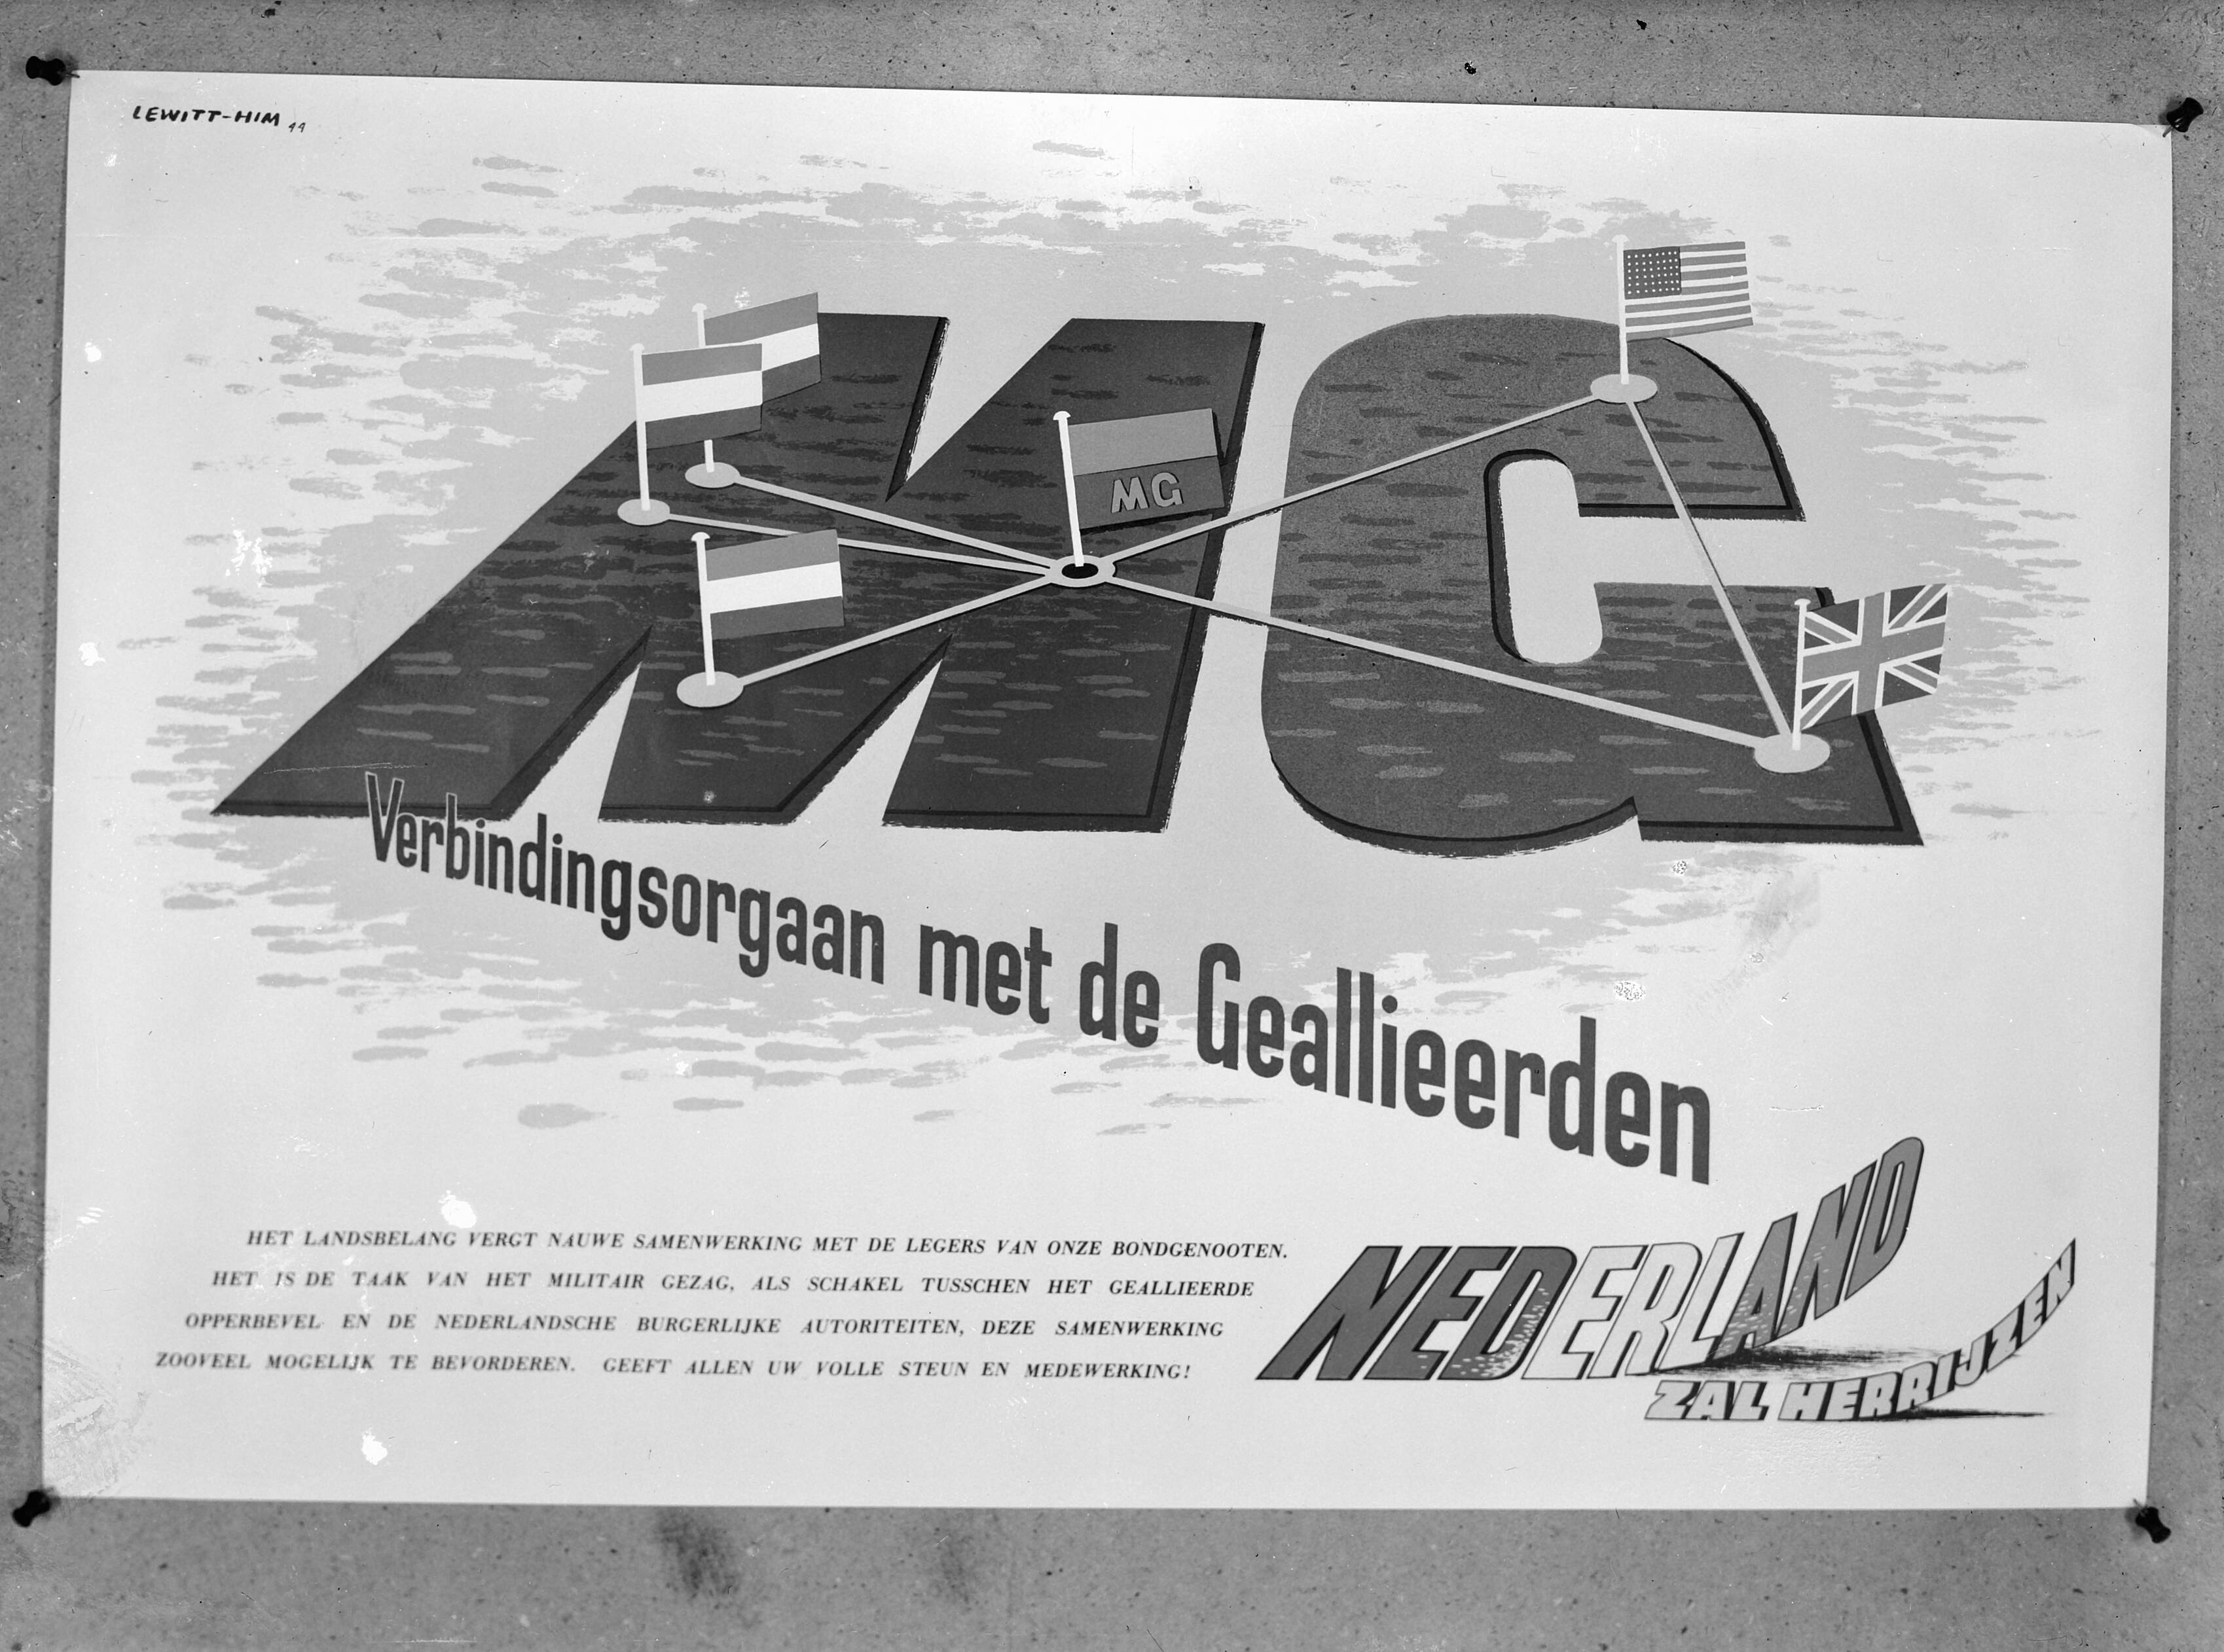 LEWITT-HIM 44
MG
MG
Verbindingsorgaan met de Geallieerden
HET LANDSBELANG VERGT NAUWE SAMENWERKING MET DE LEGERS VAN ONZE BONDGENOOTEN.
HET IS DE TAAK VAN HET MILITAIR GEZAG, ALS SCHAKEL TUSSCHEN HET GEALLIEERDE
OPPERBEVEL EN DE NEDERLANDSCHE BURGERLIJKE AUTORITEITEN, DEZE SAMENWERKING
ZOOVEEL MOGELIJK TE BEVORDEREN. GEEFT ALLEN UW VOLLE STEUN EN MEDEWERKING!
NEDERLAND
ZAL HERRIJZEN